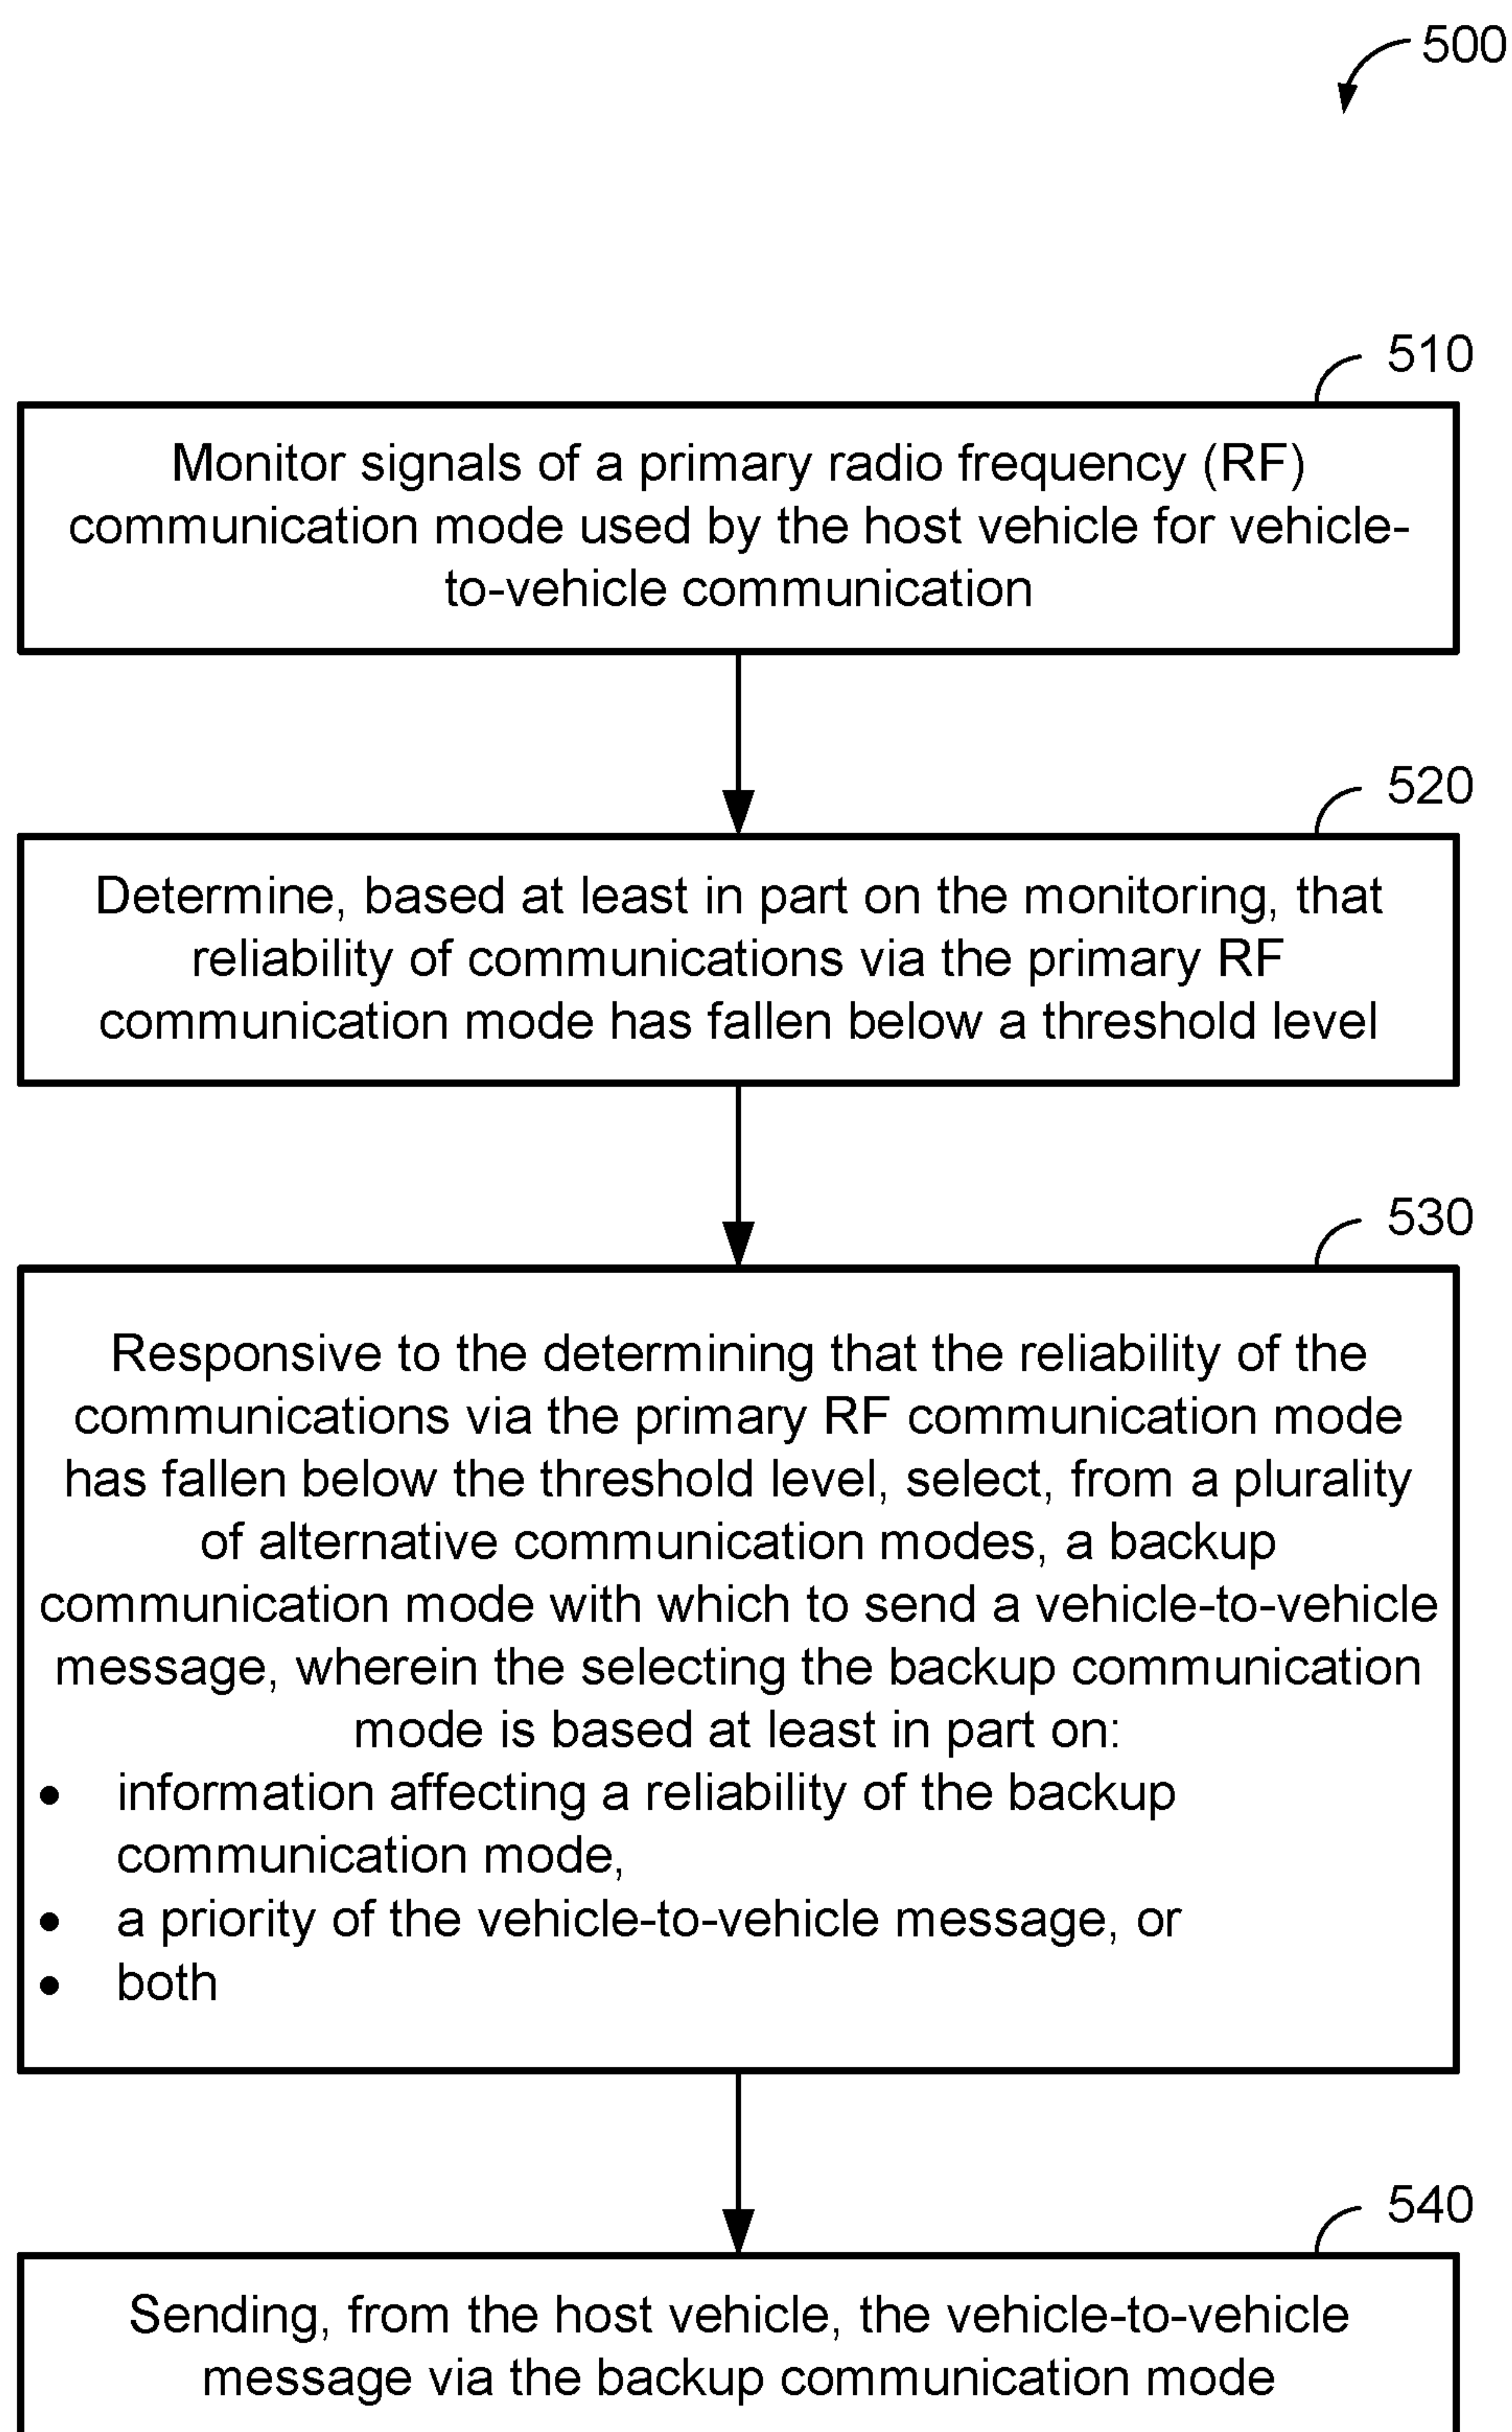 500
510
Monitor signals of a primary radio frequency (RF)
communication mode used by the host vehicle for vehicle-
to-vehicle communication
520
Determine, based at least in part on the monitoring, that
reliability of communications via the primary RF
communication mode has fallen below a threshold level
530
Responsive to the determining that the reliability of the
communications via the primary RF communication mode
has fallen below the threshold level, select, from a plurality
of alternative communication modes, a backup
communication mode with which to send a vehicle-to-vehicle
message, wherein the selecting the backup communication
mode is based at least in part on:
• information affecting a reliability of the backup
communication mode,
• a priority of the vehicle-to-vehicle message, or
• both
540
Sending, from the host vehicle, the vehicle-to-vehicle
message via the backup communication mode